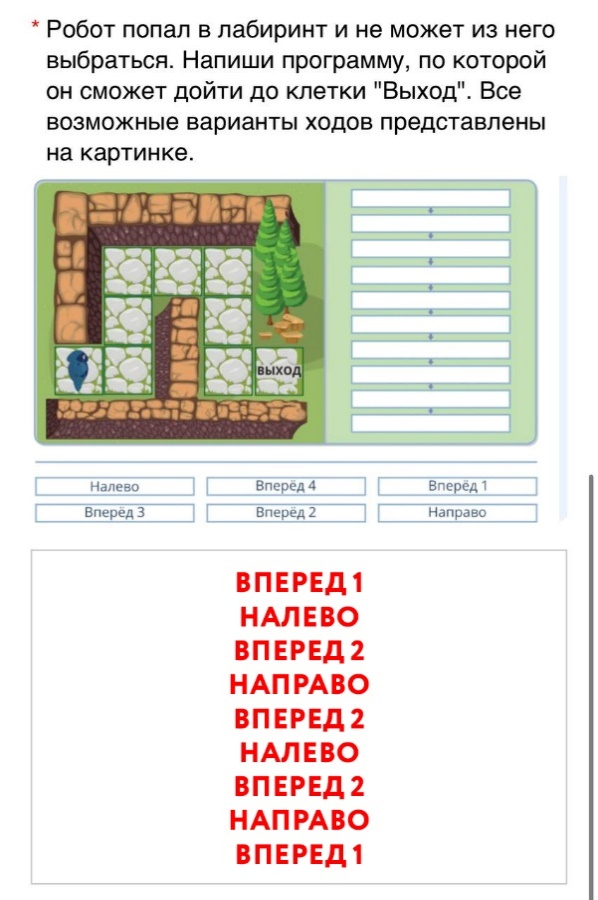 * Робот попал в лабиринт и не может из него
выбраться. Напиши программу, по которой
он сможет дойти до клетки "Выход". Все
возможные варианты ходов представлены
на картинке.
ВЫХОД
Налево
Вперёд 4
Вперёд 1
Вперёд 3
Вперёд 2
Направо
ВПЕРЕД 1
НАЛЕВО
ВПЕРЕД 2
НАПРАВО
ВПЕРЕД 2
НАЛЕВО
ВПЕРЕД 2
НАПРАВО
ВПЕРЕД 1